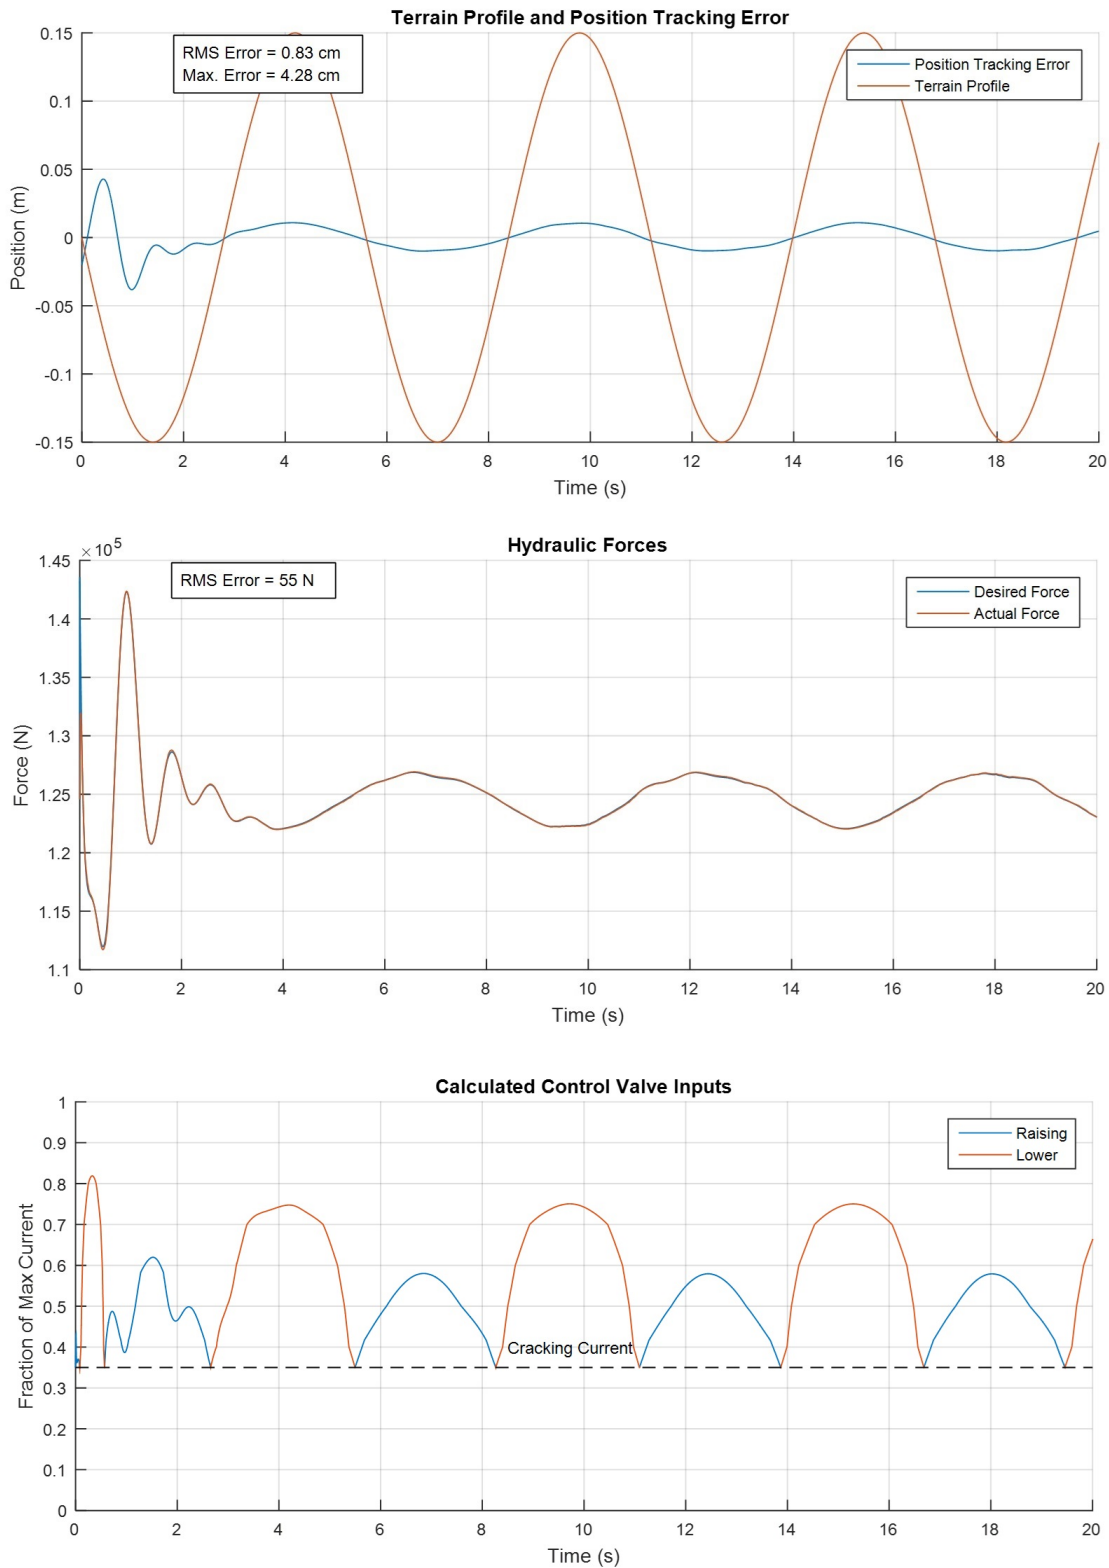 Terrain Profile and Position Tracking Error
0.15
0.1
0.05
0
-0.05
-0.1
-0.15
Position (m)
RMS Error = 0.83 cm
Max. Error = 4.28 cm
Position Tracking Error
Terrain Profile
0 2 4 6 8 10 12 14 16 18 20
Time (s)
Hydraulic Forces
× 10^5
1.45
1.4
1.35
1.3
1.25
1.2
1.15
1.1
Force (N)
RMS Error = 55 N
Desired Force
Actual Force
0 2 4 6 8 10 12 14 16 18 20
Time (s)
Calculated Control Valve Inputs
1
0.9
0.8
0.7
0.6
0.5
0.4
0.3
0.2
0.1
0
Fraction of Max Current
Raising
Lower
Cracking Current
0 2 4 6 8 10 12 14 16 18 20
Time (s)